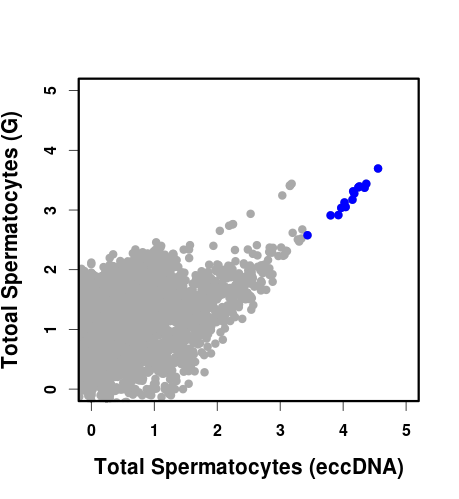 Totoal Spermatocytes (G)
5
4
3
2
1
0
0 1 2 3 4 5
Total Spermatocytes (eccDNA)